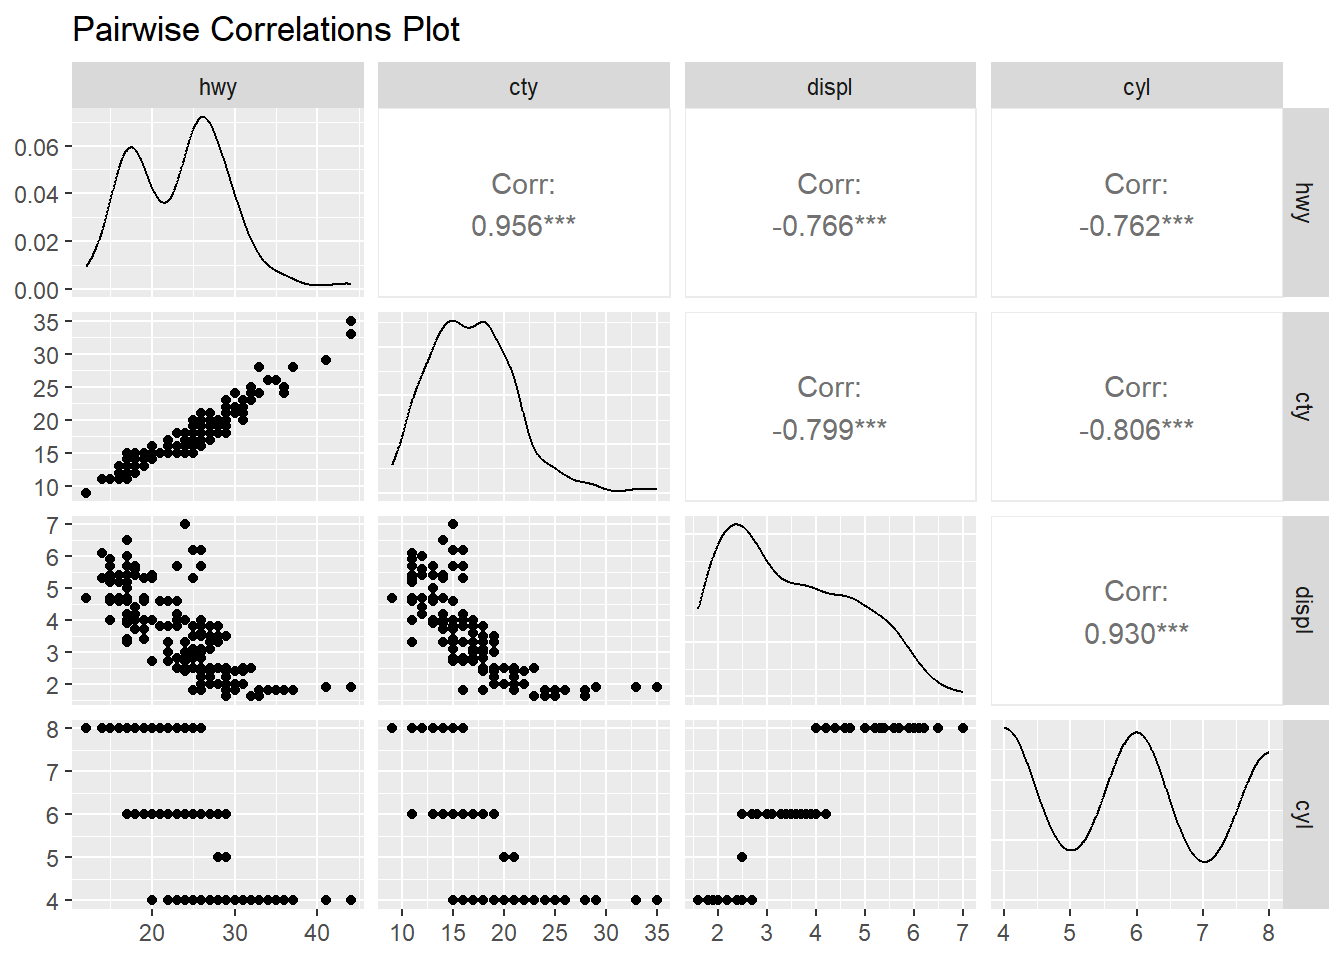 Pairwise Correlations Plot
hwy cty displ cyl
0.06
0.04
0.02
0.00
Corr:
0.956***
Corr:
-0.766***
Corr:
-0.762***
hwy
35
30
25
20
15
10
Corr:
-0.799***
Corr:
-0.806***
cty
7
6
5
4
3
2
Corr:
0.930***
displ
8
7
6
5
4
cyl
20 30 40 10 15 20 25 30 35 2 3 4 5 6 7 4 5 6 7 8